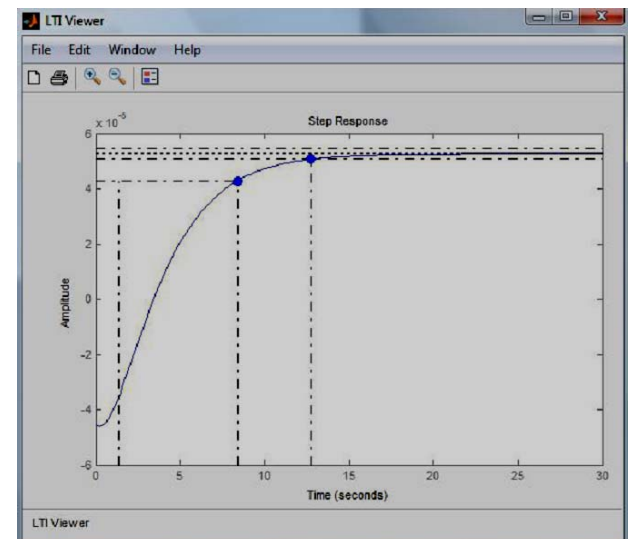 LTI Viewer
File Edit Window Help
Step Response
x 10^-5
6
4
2
0
-2
-4
-6
Amplitude
0 5 10 15 20 25 30
Time (seconds)
LTI Viewer